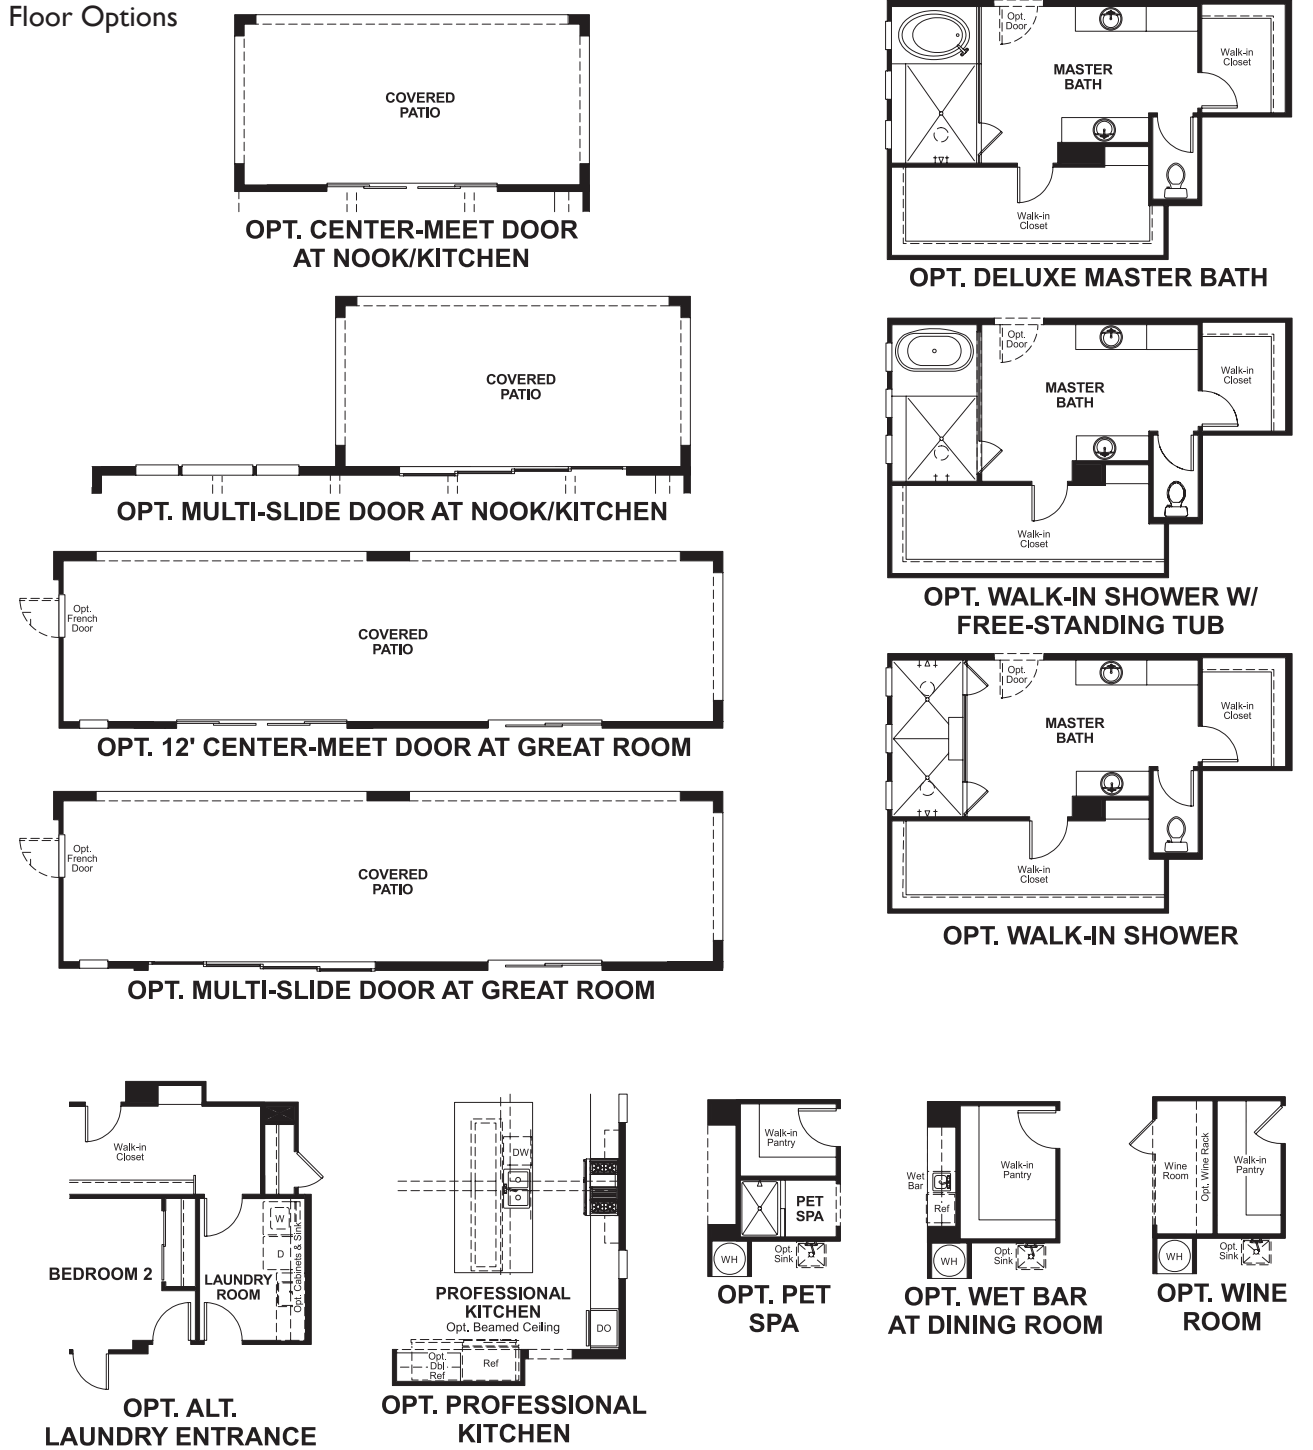 Floor Options
COVERED
PATIO
OPT. CENTER-MEET DOOR
AT NOOK/KITCHEN
COVERED
PATIO
OPT. MULTI-SLIDE DOOR AT NOOK/KITCHEN
Opt.
French
Door
COVERED
PATIO
OPT. 12' CENTER-MEET DOOR AT GREAT ROOM
Opt.
French
Door
COVERED
PATIO
OPT. MULTI-SLIDE DOOR AT GREAT ROOM
Opt.
Door
MASTER
BATH
Walk-in
Closet
Walk-in
Closet
OPT. DELUXE MASTER BATH
Opt.
Door
MASTER
BATH
Walk-in
Closet
Walk-in
Closet
OPT. WALK-IN SHOWER W/
FREE-STANDING TUB
Opt.
Door
MASTER
BATH
Walk-in
Closet
Walk-in
Closet
OPT. WALK-IN SHOWER
Walk-in
Closet
W
D
Opt. Cabinets & Sink
BEDROOM 2
LAUNDRY
ROOM
OPT. ALT.
LAUNDRY ENTRANCE
DW
PROFESSIONAL
KITCHEN
Opt. Beamed Ceiling
DO
Opt.
Dbl
Ref
Ref
OPT. PROFESSIONAL
KITCHEN
Walk-in
Pantry
PET
SPA
WH
Opt.
Sink
OPT. PET
SPA
Wet
Bar
Ref
Walk-in
Pantry
WH
Opt.
Sink
OPT. WET BAR
AT DINING ROOM
Wine
Room
Opt. Wine Rack
Walk-in
Pantry
WH
Opt.
Sink
OPT. WINE
ROOM